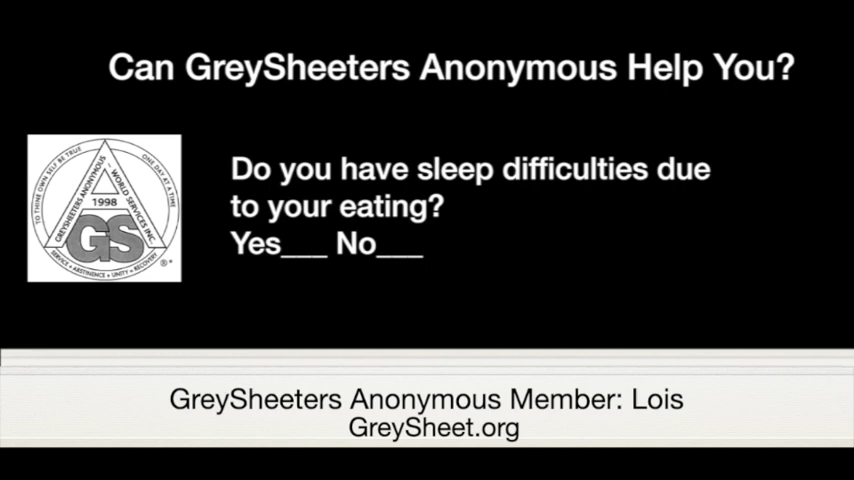 Can GreySheeters Anonymous Help You?
TO THINE OWN SELF BE TRUE
ONE DAY AT A TIME
GREYSHEETERS ANONYMOUS
WORLD SERVICES INC.
1998
GS
SERVICE • ABSTINENCE • UNITY • RECOVERY
®
Do you have sleep difficulties due
to your eating?
Yes___ No___
GreySheeters Anonymous Member: Lois
GreySheet.org